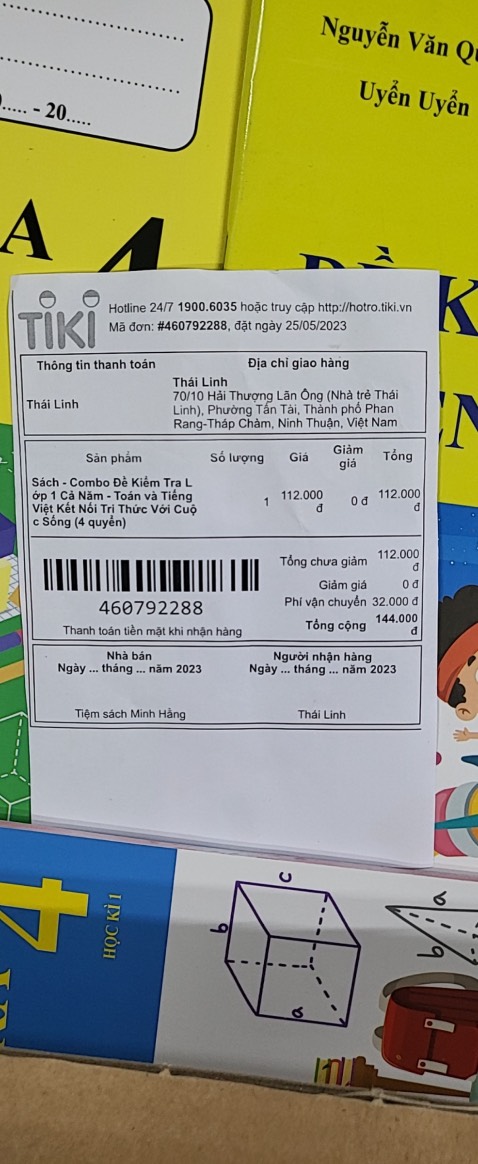 Nguyễn Văn
Uyển Uyển
- 20.....
A 4
ĐỀ K
TIKI
Hotline 24/7 1900.6035 hoặc truy cập http://hotro.tiki.vn
Mã đơn: #460792288, đặt ngày 25/05/2023
Thông tin thanh toán Địa chỉ giao hàng
Thái Linh
Thái Linh
70/10 Hải Thượng Lãn Ông (Nhà trẻ Thái
Linh), Phường Tấn Tài, Thành phố Phan
Rang-Tháp Chàm, Ninh Thuận, Việt Nam
Sản phẩm Số lượng Giá Giảm giá Tổng
Sách - Combo Đề Kiểm Tra L
ớp 1 Cả Năm - Toán và Tiếng
Việt Kết Nối Tri Thức Với Cuộ
c Sống (4 quyển)
1 112.000 đ 0 đ 112.000 đ
Tổng chưa giảm 112.000 đ
Giảm giá 0 đ
Phí vận chuyển 32.000 đ
Tổng cộng 144.000 đ
460792288
Thanh toán tiền mặt khi nhận hàng
Nhà bán Người nhận hàng
Ngày ... tháng ... năm 2023 Ngày ... tháng ... năm 2023
Tiệm sách Minh Hằng Thái Linh
4
HỌC KÌ 1
c
b
a
a
b